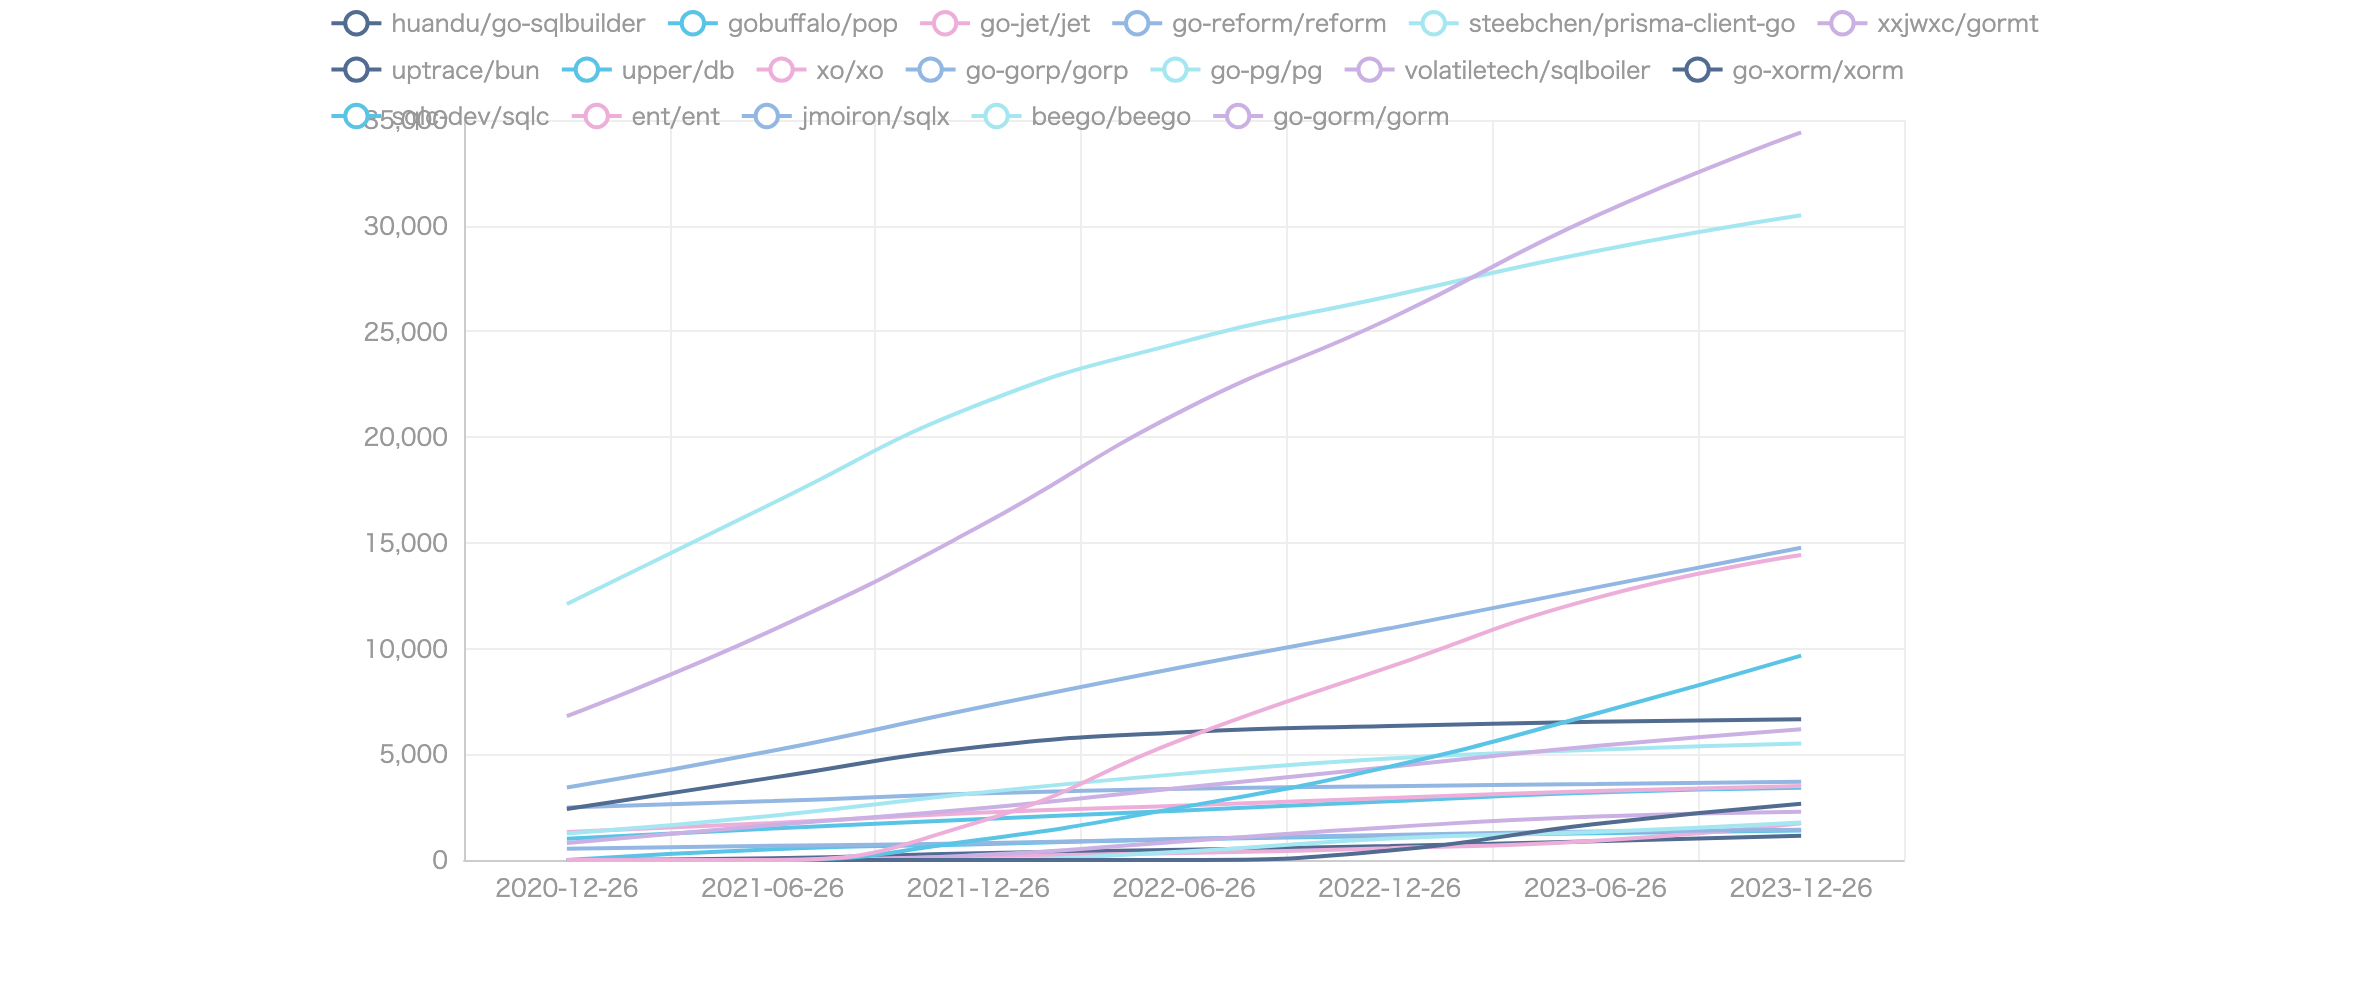 huandu/go-sqlbuilder gobuffalo/pop go-jet/jet go-reform/reform steebchen/prisma-client-go xxjwxc/gormt
uptrace/bun upper/db xo/xo go-gorp/gorp go-pg/pg volatiletech/sqlboiler go-xorm/xorm
sqlc-dev/sqlc ent/ent jmoiron/sqlx beego/beego go-gorm/gorm
35,000
30,000
25,000
20,000
15,000
10,000
5,000
0
2020-12-26 2021-06-26 2021-12-26 2022-06-26 2022-12-26 2023-06-26 2023-12-26